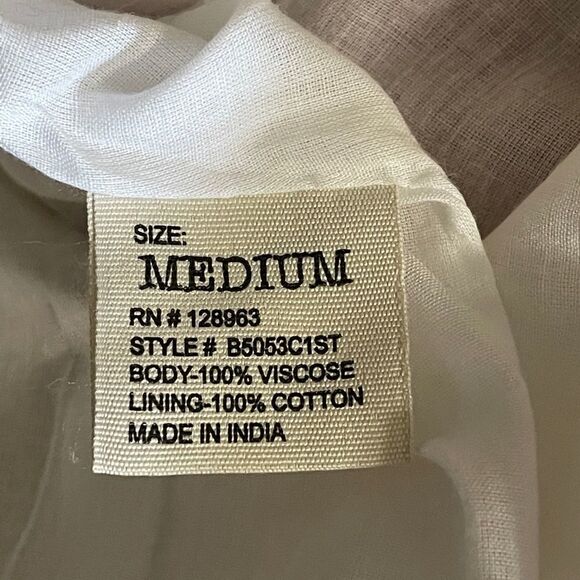 SIZE:
MEDIUM
RN # 128963
STYLE# B5053C1ST
BODY-100% VISCOSE
LINING-100% COTTON
MADE IN INDIA